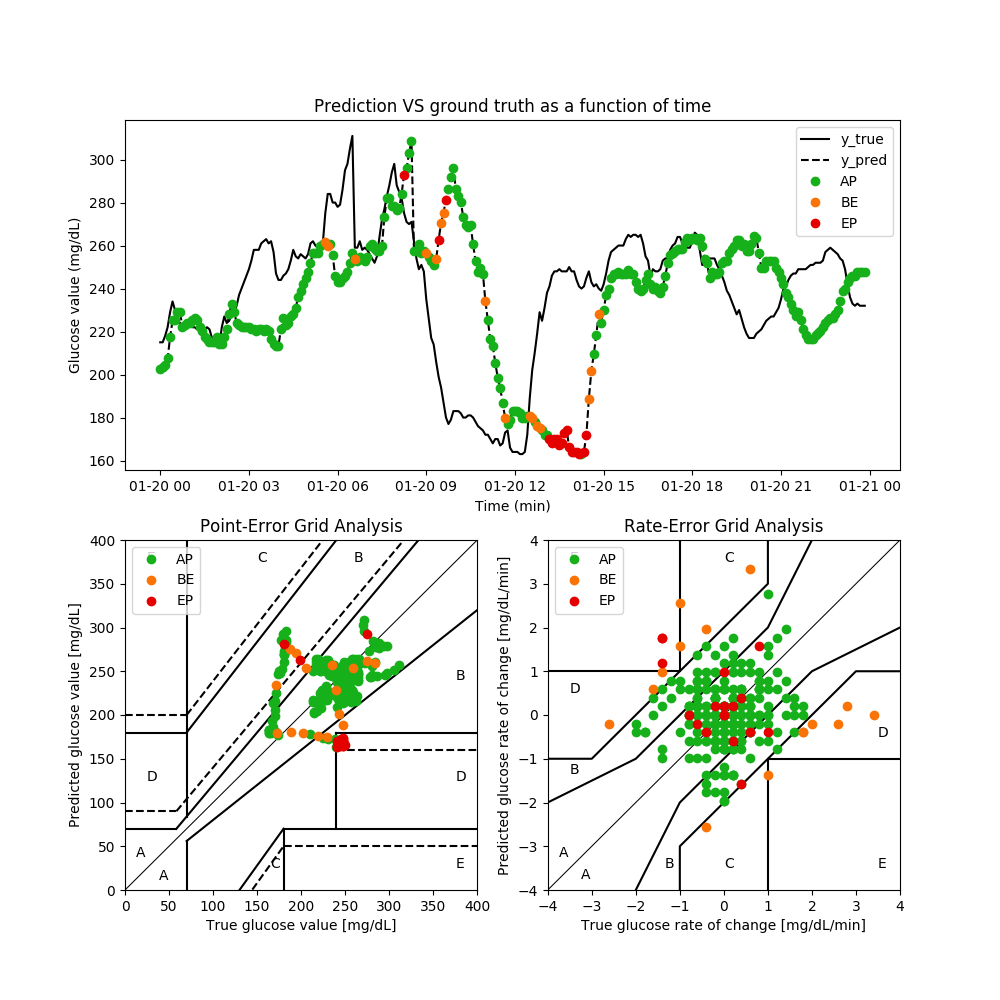 Prediction VS ground truth as a function of time
Glucose value (mg/dL)
300
280
260
240
220
200
180
160
y_true
y_pred
AP
BE
EP
01-20 00 01-20 03 01-20 06 01-20 09 01-20 12 01-20 15 01-20 18 01-20 21 01-21 00
Time (min)
Point-Error Grid Analysis
Predicted glucose value [mg/dL]
400
350
300
250
200
150
100
50
0
AP
BE
EP
C
B
B
D
D
A
A
C
E
0 50 100 150 200 250 300 350 400
True glucose value [mg/dL]
Rate-Error Grid Analysis
Predicted glucose rate of change [mg/dL/min]
4
3
2
1
0
−1
−2
−3
−4
AP
BE
EP
C
D
D
B
A
A
B
C
E
−4 −3 −2 −1 0 1 2 3 4
True glucose rate of change [mg/dL/min]